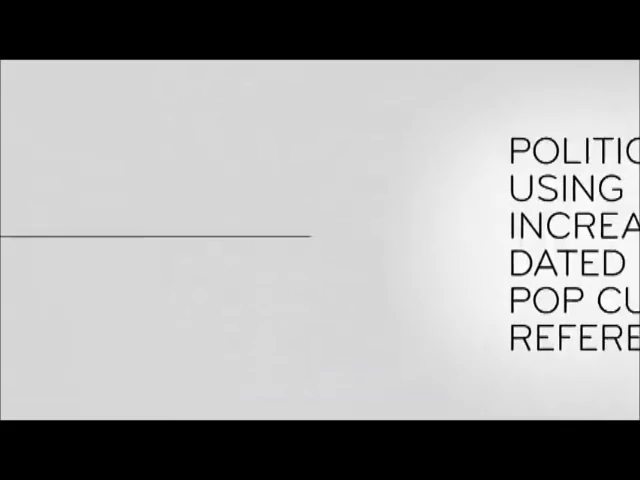 POLITIC
USING
INCREA
DATED
POP CU
REFERE